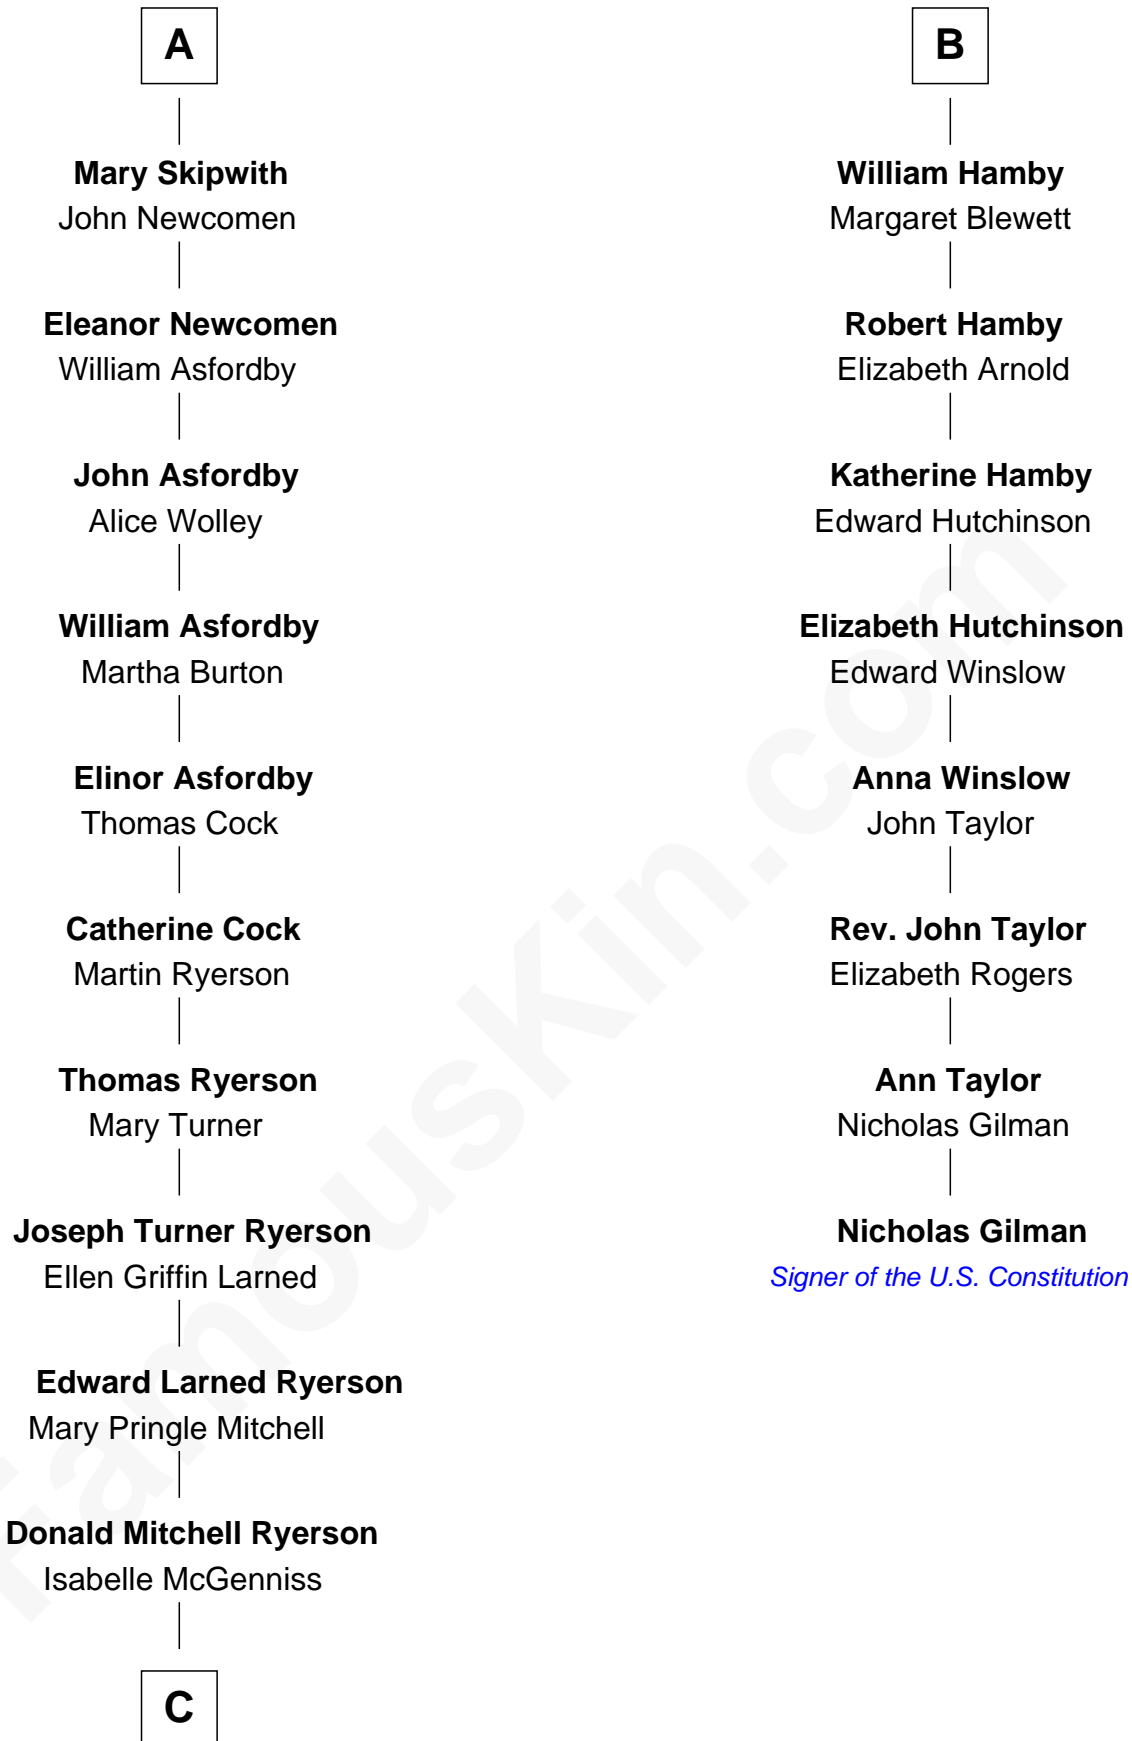 A
Mary Skipwith
John Newcomen
Eleanor Newcomen
William Asfordby
John Asfordby
Alice Wolley
William Asfordby
Martha Burton
Elinor Asfordby
Thomas Cock
Catherine Cock
Martin Ryerson
Thomas Ryerson
Mary Turner
Joseph Turner Ryerson
Ellen Griffin Larned
Edward Larned Ryerson
Mary Pringle Mitchell
Donald Mitchell Ryerson
Isabelle McGenniss
C
B
William Hamby
Margaret Blewett
Robert Hamby
Elizabeth Arnold
Katherine Hamby
Edward Hutchinson
Elizabeth Hutchinson
Edward Winslow
Anna Winslow
John Taylor
Rev. John Taylor
Elizabeth Rogers
Ann Taylor
Nicholas Gilman
Nicholas Gilman
Signer of the U.S. Constitution
FamousKin.com